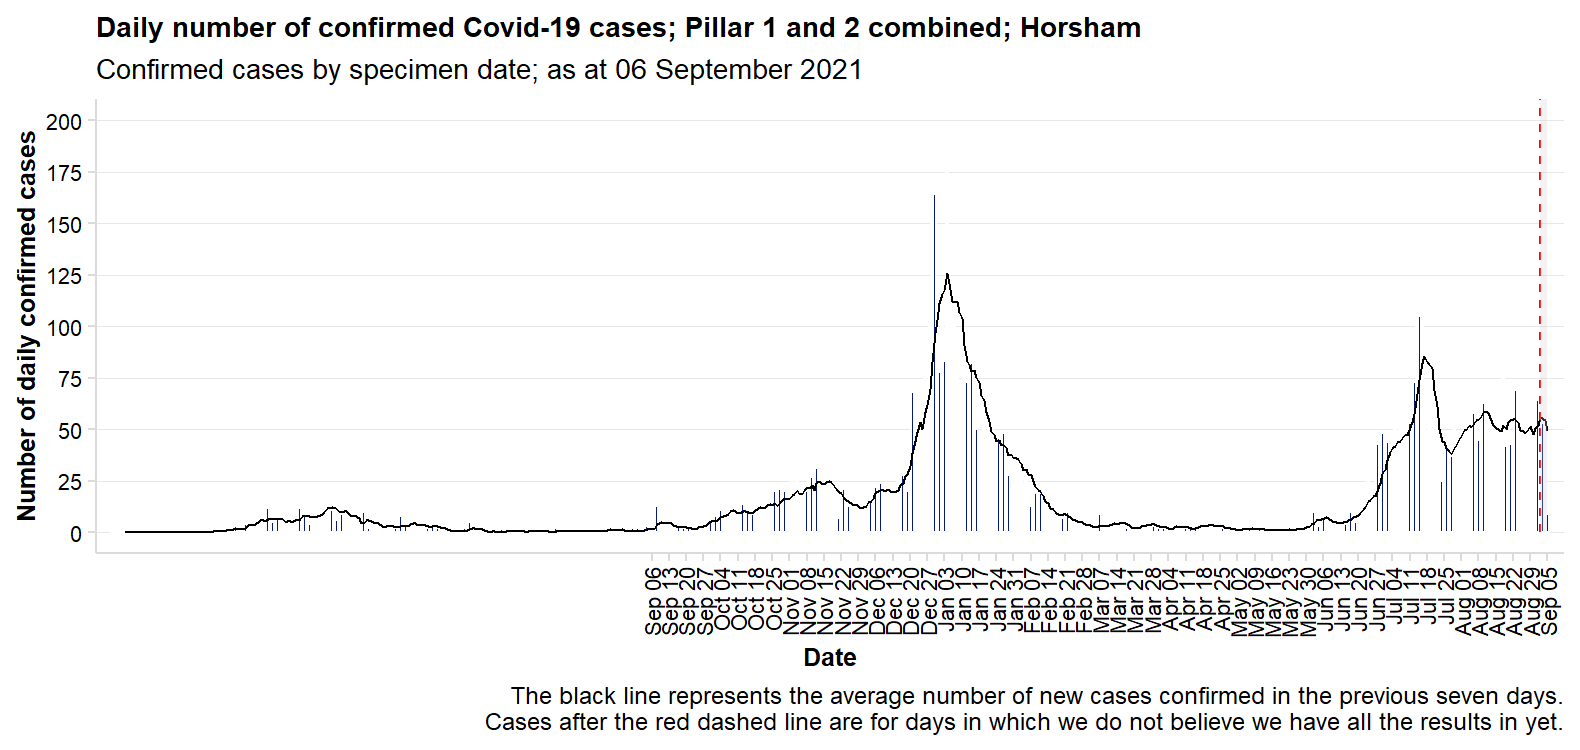 Daily number of confirmed Covid-19 cases; Pillar 1 and 2 combined; Horsham
Confirmed cases by specimen date; as at 06 September 2021
Number of daily confirmed cases
200
175
150
125
100
75
50
25
0
Sep 06
Sep 13
Sep 20
Sep 27
Oct 04
Oct 11
Oct 18
Oct 25
Nov 01
Nov 08
Nov 15
Nov 22
Nov 29
Dec 06
Dec 13
Dec 20
Dec 27
Jan 03
Jan 10
Jan 17
Jan 24
Jan 31
Feb 07
Feb 14
Feb 21
Feb 28
Mar 07
Mar 14
Mar 21
Mar 28
Apr 04
Apr 11
Apr 18
Apr 25
May 02
May 09
May 16
May 23
May 30
Jun 06
Jun 13
Jun 20
Jun 27
Jul 04
Jul 11
Jul 18
Jul 25
Aug 01
Aug 08
Aug 15
Aug 22
Aug 29
Sep 05
Date
The black line represents the average number of new cases confirmed in the previous seven days.
Cases after the red dashed line are for days in which we do not believe we have all the results in yet.